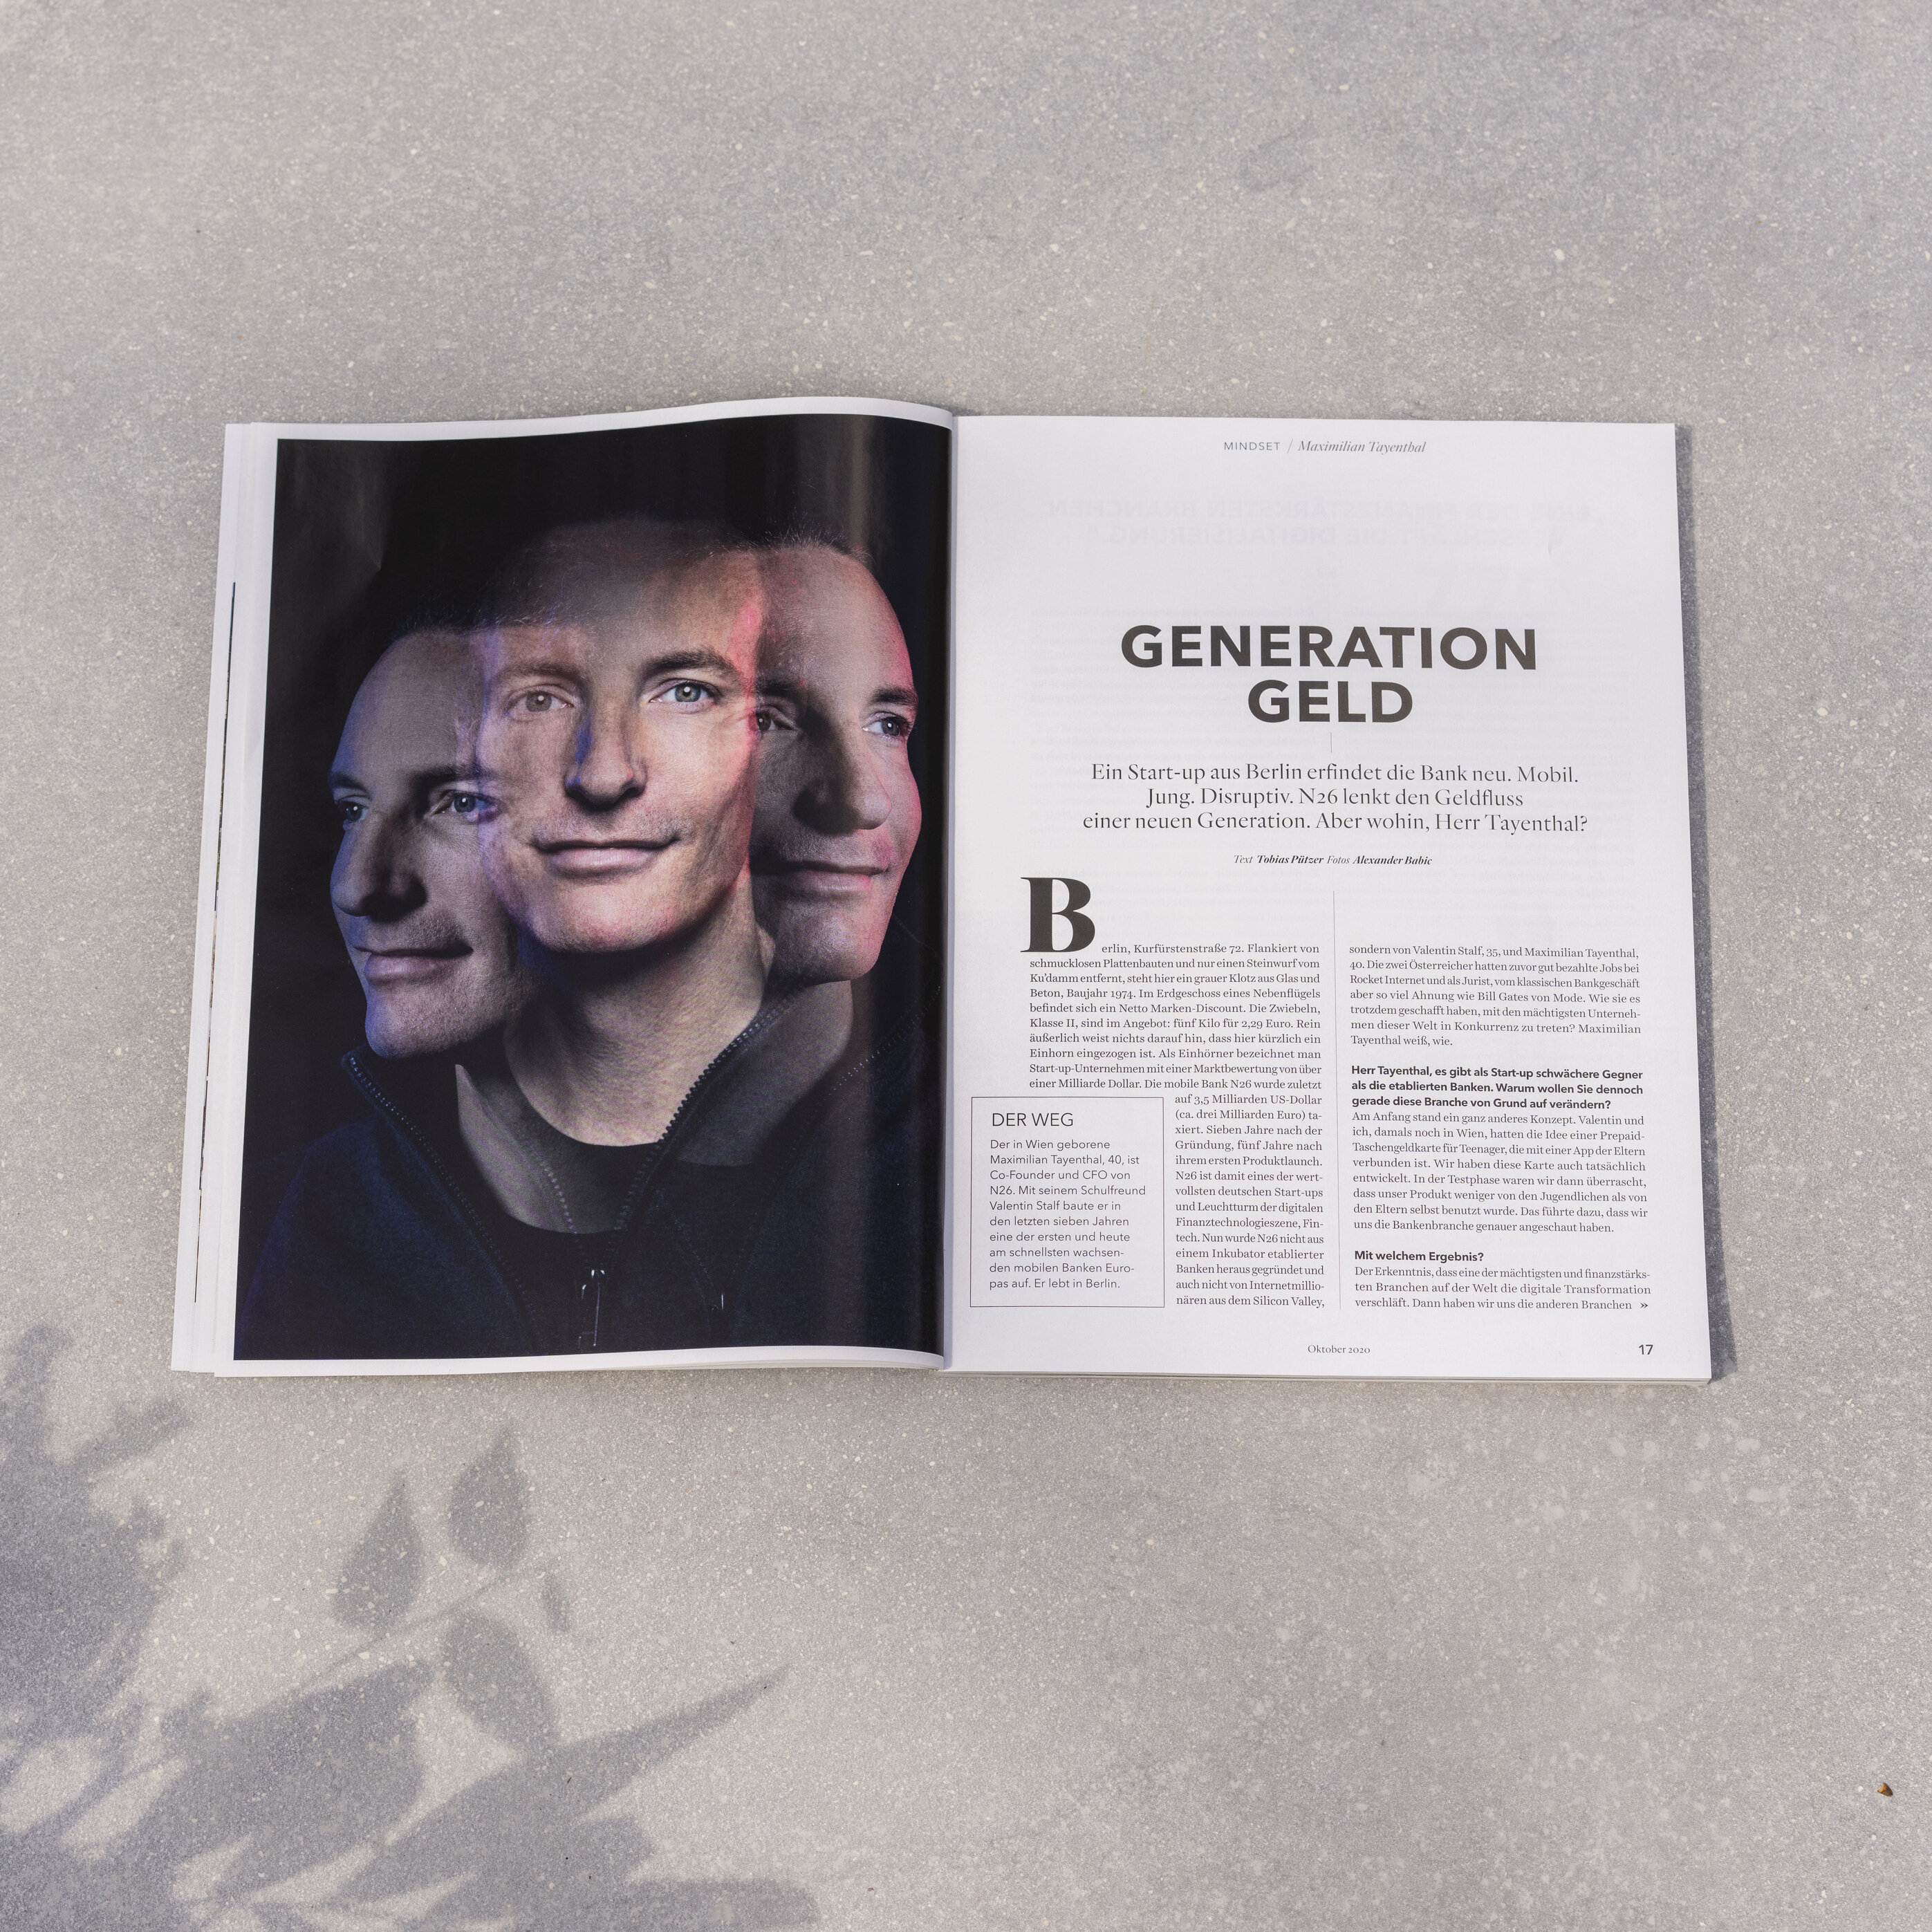 MINDSET / Maximilian Tayenthal
GENERATION
GELD
Ein Start-up aus Berlin erfindet die Bank neu. Mobil.
Jung. Disruptiv. N26 lenkt den Geldfluss
einer neuen Generation. Aber wohin, Herr Tayenthal?
Text Tobias Pützer Fotos Alexander Babic
Berlin, Kurfürstenstraße 72. Flankiert von
schmucklosen Plattenbauten und nur einen Steinwurf vom
Ku'damm entfernt, steht hier ein grauer Klotz aus Glas und
Beton, Baujahr 1974. Im Erdgeschoss eines Nebenflügels
befindet sich ein Netto Marken-Discount. Die Zwiebeln,
Klasse II, sind im Angebot: fünf Kilo für 2,29 Euro. Rein
äußerlich weist nichts darauf hin, dass hier kürzlich ein
Einhorn eingezogen ist. Als Einhörner bezeichnet man
Start-up-Unternehmen mit einer Marktbewertung von über
einer Milliarde Dollar. Die mobile Bank N26 wurde zuletzt
auf 3,5 Milliarden US-Dollar
(ca. drei Milliarden Euro) ta-
xiert. Sieben Jahre nach der
Gründung, fünf Jahre nach
ihrem ersten Produktlaunch.
N26 ist damit eines der wert-
vollsten deutschen Start-ups
und Leuchtturm der digitalen
Finanztechnologieszene, Fin-
tech. Nun wurde N26 nicht aus
einem Inkubator etablierter
Banken heraus gegründet und
auch nicht von Internetmillio-
nären aus dem Silicon Valley,
DER WEG
Der in Wien geborene
Maximilian Tayenthal, 40, ist
Co-Founder und CFO von
N26. Mit seinem Schulfreund
Valentin Stalf baute er in
den letzten sieben Jahren
eine der ersten und heute
am schnellsten wachsen-
den mobilen Banken Euro-
pas auf. Er lebt in Berlin.
sondern von Valentin Stalf, 35, und Maximilian Tayenthal,
40. Die zwei Österreicher hatten zuvor gut bezahlte Jobs bei
Rocket Internet und als Jurist, vom klassischen Bankgeschäft
aber so viel Ahnung wie Bill Gates von Mode. Wie sie es
trotzdem geschafft haben, mit den mächtigsten Unterneh-
men dieser Welt in Konkurrenz zu treten? Maximilian
Tayenthal weiß, wie.
Herr Tayenthal, es gibt als Start-up schwächere Gegner
als die etablierten Banken. Warum wollen Sie dennoch
gerade diese Branche von Grund auf verändern?
Am Anfang stand ein ganz anderes Konzept. Valentin und
ich, damals noch in Wien, hatten die Idee einer Prepaid-
Taschengeldkarte für Teenager, die mit einer App der Eltern
verbunden ist. Wir haben diese Karte auch tatsächlich
entwickelt. In der Testphase waren wir dann überrascht,
dass unser Produkt weniger von den Jugendlichen als von
den Eltern selbst benutzt wurde. Das führte dazu, dass wir
uns die Bankenbranche genauer angeschaut haben.
Mit welchem Ergebnis?
Der Erkenntnis, dass eine der mächtigsten und finanzstärks-
ten Branchen auf der Welt die digitale Transformation
verschläft. Dann haben wir uns die anderen Branchen »
Oktober 2020
17